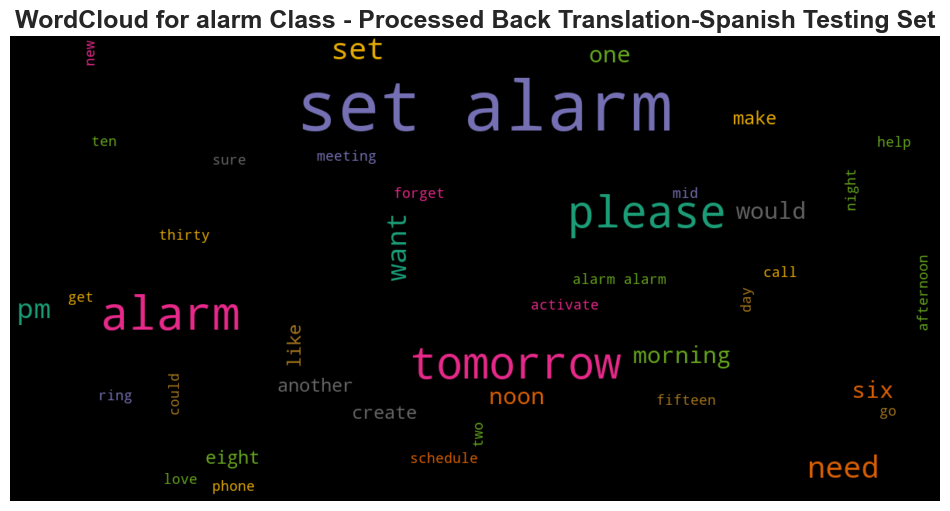 WordCloud for alarm Class - Processed Back Translation-Spanish Testing Set
new
set
one
set alarm
make
ten
sure
meeting
help
forget
mid
night
please
would
thirty
want
alarm alarm
call
afternoon
get
pm
alarm
activate
day
like
tomorrow
morning
another
noon
six
ring
could
create
fifteen
go
two
eight
schedule
need
love
phone